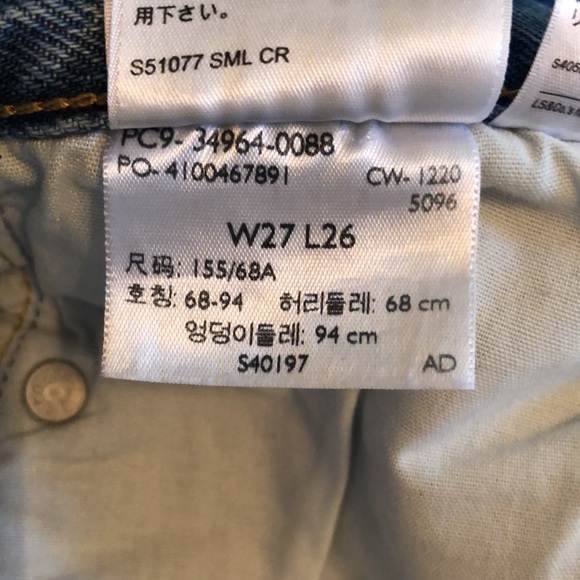 用下さい。
S51077 SML CR
PC9- 34964-0088
PO- 4100467891 CW- 1220
5096
W27 L26
尺码: 155/68A
호칭: 68-94 허리둘레: 68 cm
엉덩이둘레: 94 cm
S40197 AD
S405